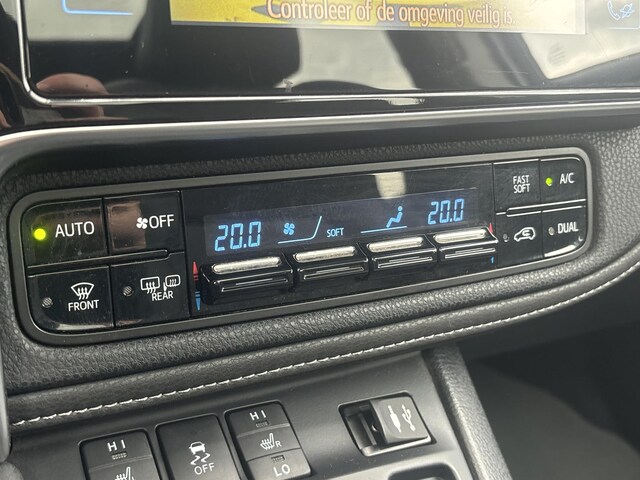 Controleer of de omgeving veilig is.
AUTO
OFF
20.0
SOFT
20.0
FAST
SOFT
A/C
FRONT
REAR
DUAL
HI
OFF
HI
R
LO